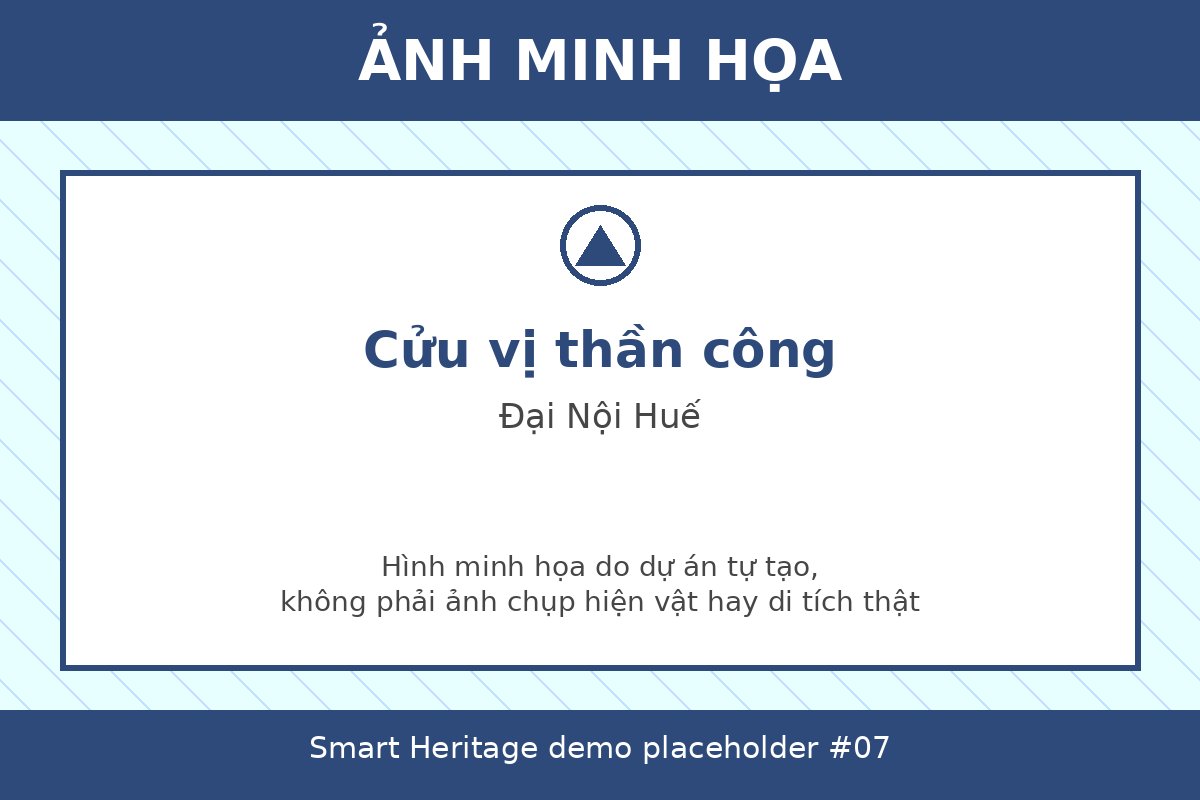 ẢNH MINH HỌA
Cửu vị thần công
Đại Nội Huế
Hình minh họa do dự án tự tạo,
không phải ảnh chụp hiện vật hay di tích thật
Smart Heritage demo placeholder #07